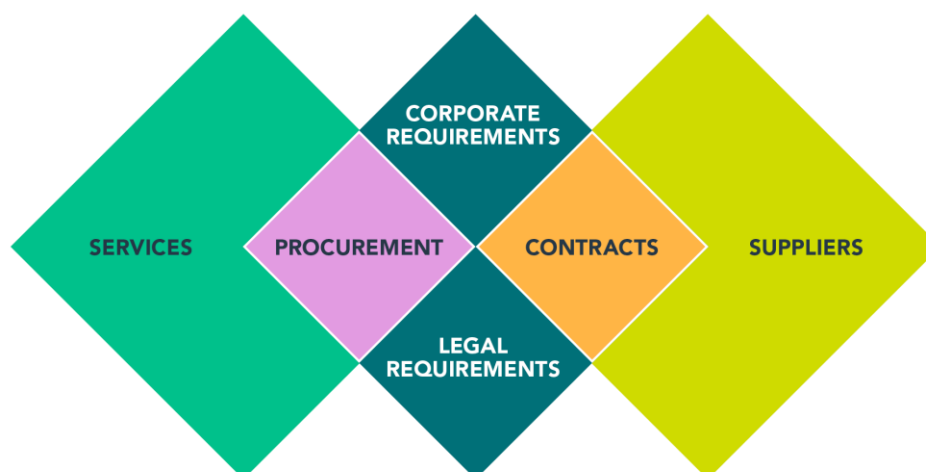 CORPORATE
REQUIREMENTS
SERVICES
PROCUREMENT
CONTRACTS
SUPPLIERS
LEGAL
REQUIREMENTS